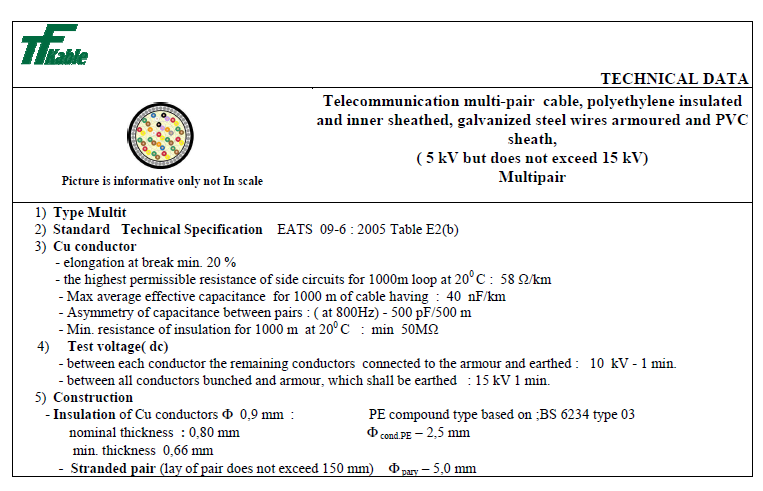 TF Kable
TECHNICAL DATA
Telecommunication multi-pair cable, polyethylene insulated
and inner sheathed, galvanized steel wires armoured and PVC
sheath,
( 5 kV but does not exceed 15 kV)
Multipair
Picture is informative only not In scale
1) Type Multit
2) Standard Technical Specification EATS 09-6 : 2005 Table E2(b)
3) Cu conductor
- elongation at break min. 20 %
- the highest permissible resistance of side circuits for 1000m loop at 20⁰ C : 58 Ω/km
- Max average effective capacitance for 1000 m of cable having : 40 nF/km
- Asymmetry of capacitance between pairs : ( at 800Hz) - 500 pF/500 m
- Min. resistance of insulation for 1000 m at 20⁰ C : min 50MΩ
4) Test voltage( dc)
- between each conductor the remaining conductors connected to the armour and earthed : 10 kV - 1 min.
- between all conductors bunched and armour, which shall be earthed : 15 kV 1 min.
5) Construction
- Insulation of Cu conductors Φ 0,9 mm : PE compound type based on ;BS 6234 type 03
nominal thickness : 0,80 mm Φ cond.PE – 2,5 mm
min. thickness 0,66 mm
- Stranded pair (lay of pair does not exceed 150 mm) Φ pary – 5,0 mm